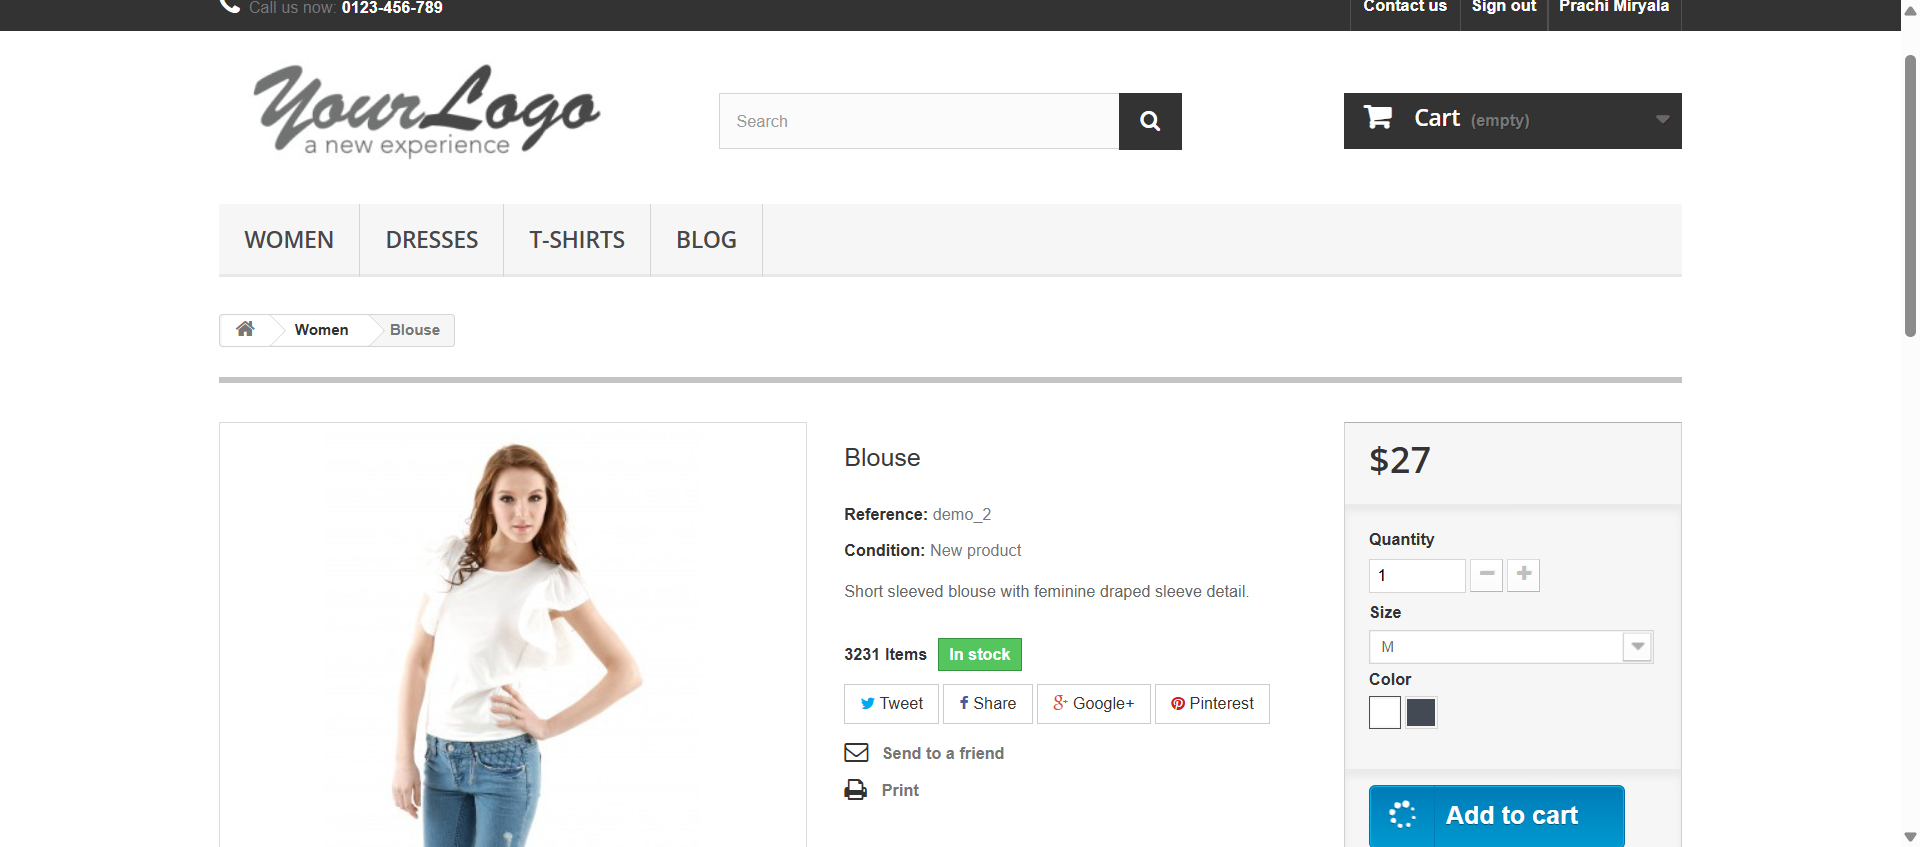 Call us now: 0123-456-789
Contact us
Sign out
Prachi Miryala
Your Logo
a new experience
Search
Cart (empty)
WOMEN
DRESSES
T-SHIRTS
BLOG
Women
Blouse
Blouse
Reference: demo_2
Condition: New product
Short sleeved blouse with feminine draped sleeve detail.
3231 Items In stock
Tweet
Share
Google+
Pinterest
Send to a friend
Print
$27
Quantity
1
Size
M
Color
Add to cart